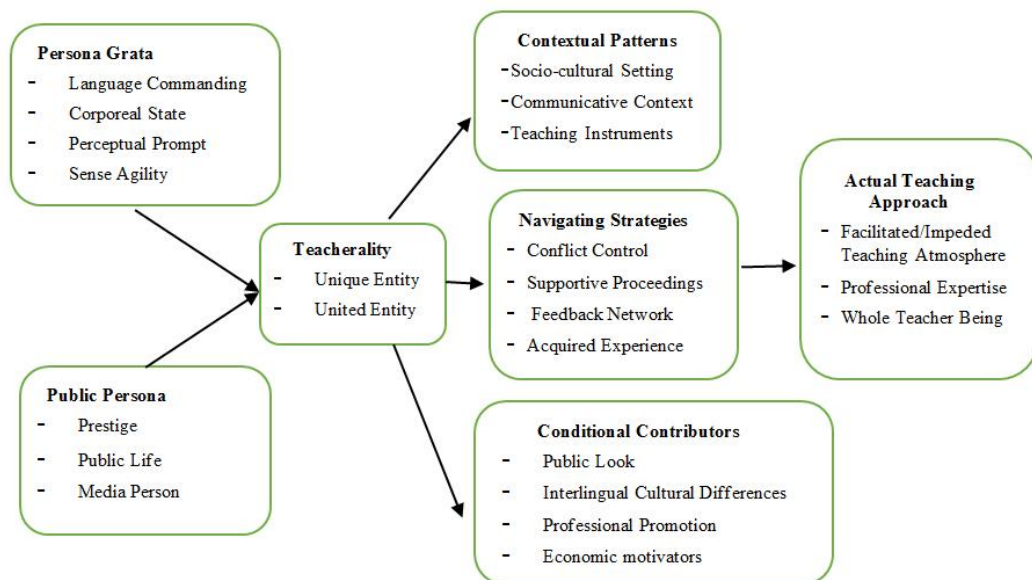 Persona Grata
- Language Commanding
- Corporeal State
- Perceptual Prompt
- Sense Agility
Public Persona
- Prestige
- Public Life
- Media Person
Teacherality
- Unique Entity
- United Entity
Contextual Patterns
-Socio-cultural Setting
-Communicative Context
-Teaching Instruments
Navigating Strategies
- Conflict Control
- Supportive Proceedings
- Feedback Network
- Acquired Experience
Conditional Contributors
- Public Look
- Interlingual Cultural Differences
- Professional Promotion
- Economic motivators
Actual Teaching
Approach
- Facilitated/Impeded
Teaching Atmosphere
- Professional Expertise
- Whole Teacher Being